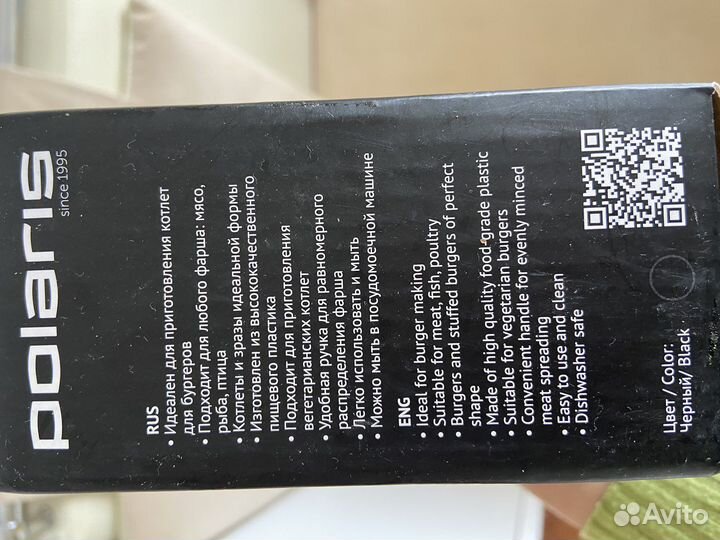 polaris
since 1995
RUS
• Идеален для приготовления котлет
для бургеров
• Подходит для любого фарша: мясо,
рыба, птица
• Котлеты и зразы идеальной формы
• Изготовлен из высококачественного
пищевого пластика
• Подходит для приготовления
вегетарианских котлет
• Удобная ручка для равномерного
распределения фарша
• Легко использовать и мыть
• Можно мыть в посудомоечной машине
ENG
• Ideal for burger making
• Suitable for meat, fish, poultry
• Burgers and stuffed burgers of perfect
shape
• Made of high quality food-grade plastic
• Suitable for vegetarian burgers
• Convenient handle for evenly minced
meat spreading
• Easy to use and clean
• Dishwasher safe
Цвет / Color:
Черный/ Black
Avito